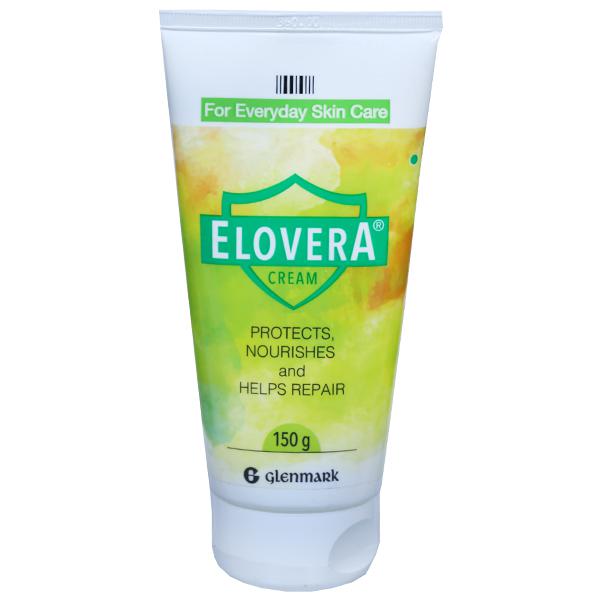 For Everyday Skin Care
ELOVERA®
CREAM
PROTECTS,
NOURISHES
and
HELPS REPAIR
150 g
Glenmark